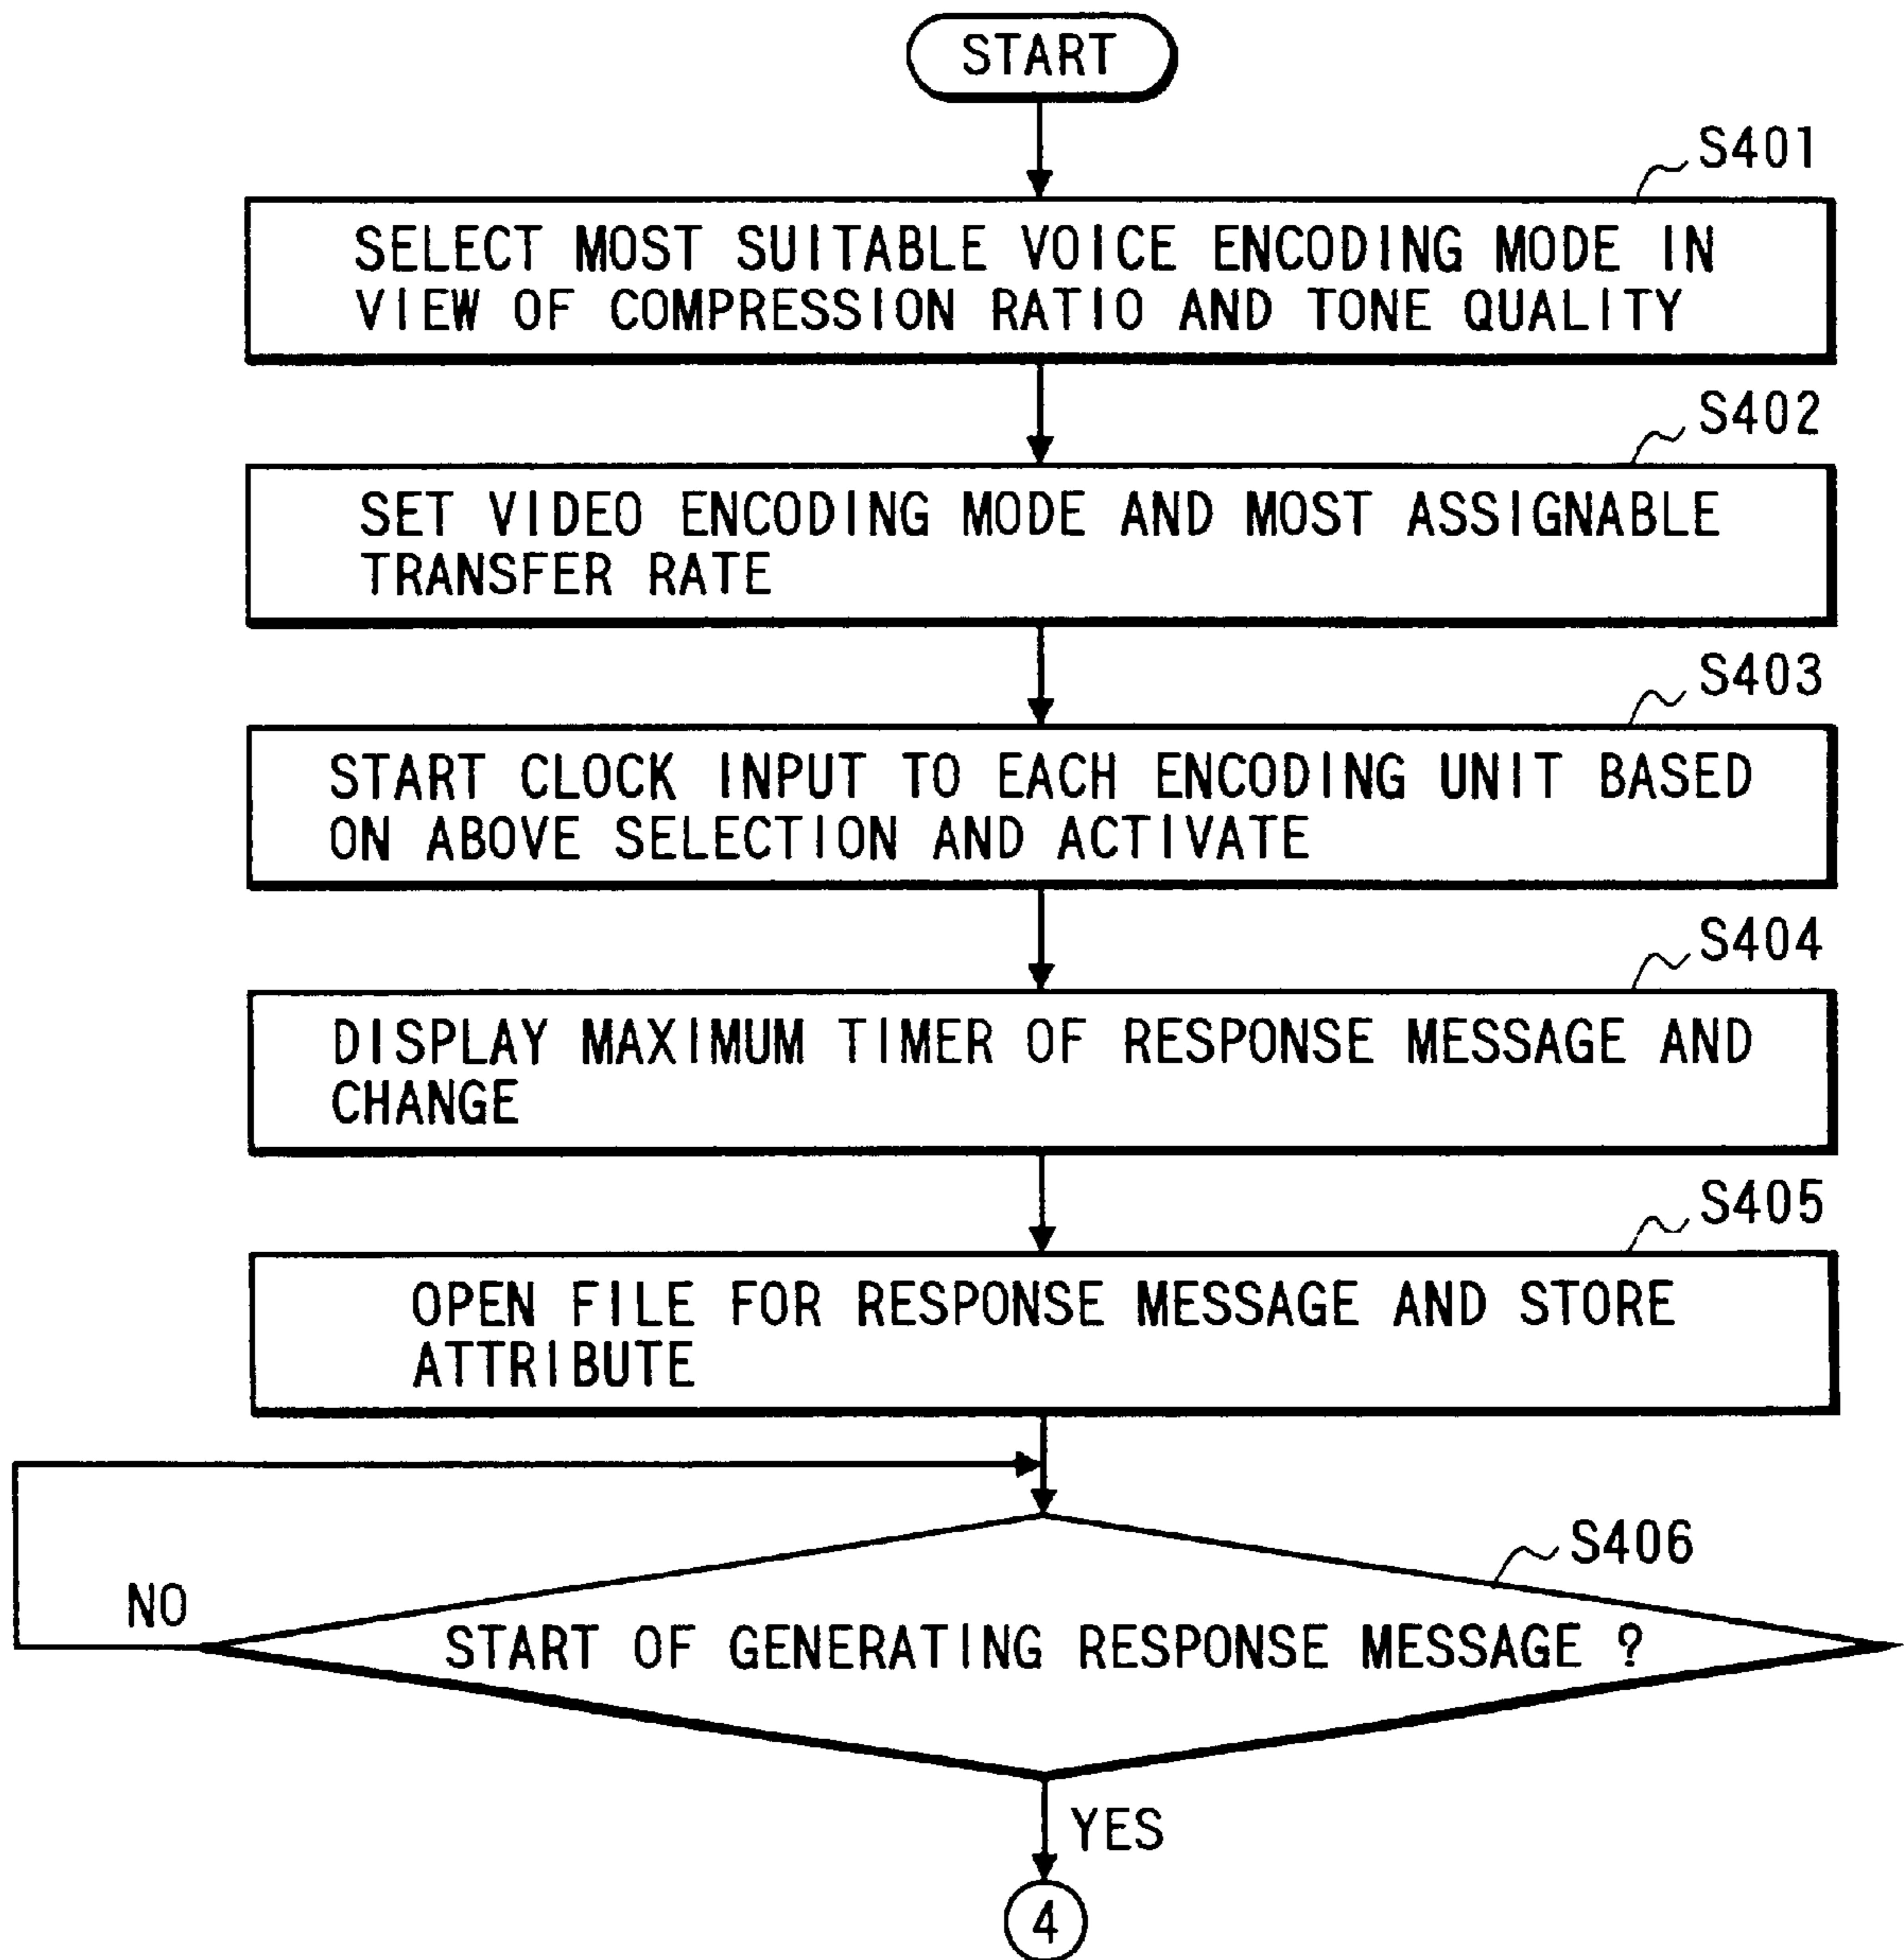 START
S401
SELECT MOST SUITABLE VOICE ENCODING MODE IN
VIEW OF COMPRESSION RATIO AND TONE QUALITY
S402
SET VIDEO ENCODING MODE AND MOST ASSIGNABLE
TRANSFER RATE
S403
START CLOCK INPUT TO EACH ENCODING UNIT BASED
ON ABOVE SELECTION AND ACTIVATE
S404
DISPLAY MAXIMUM TIMER OF RESPONSE MESSAGE AND
CHANGE
S405
OPEN FILE FOR RESPONSE MESSAGE AND STORE
ATTRIBUTE
S406
NO
START OF GENERATING RESPONSE MESSAGE ?
YES
4